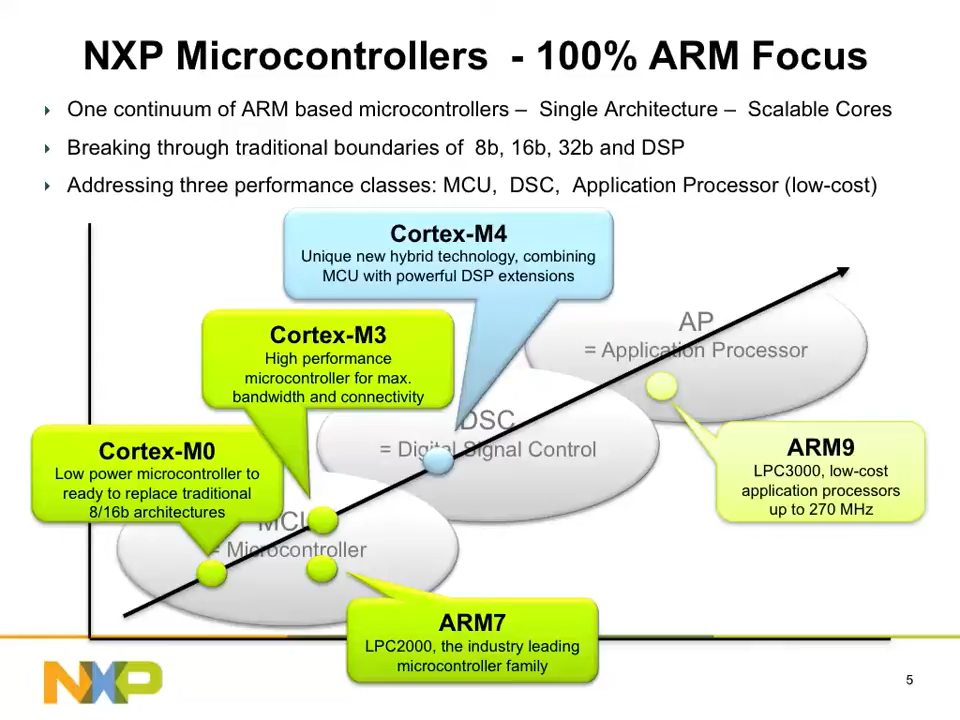 NXP Microcontrollers - 100% ARM Focus
One continuum of ARM based microcontrollers – Single Architecture – Scalable Cores
Breaking through traditional boundaries of 8b, 16b, 32b and DSP
Addressing three performance classes: MCU, DSC, Application Processor (low-cost)
Cortex-M4
Unique new hybrid technology, combining
MCU with powerful DSP extensions
AP
= Application Processor
Cortex-M3
High performance
microcontroller for max.
bandwidth and connectivity
DSC
= Digital Signal Control
Cortex-M0
Low power microcontroller to
ready to replace traditional
8/16b architectures
ARM9
LPC3000, low-cost
application processors
up to 270 MHz
MCU
= Microcontroller
ARM7
LPC2000, the industry leading
microcontroller family
NXP
5